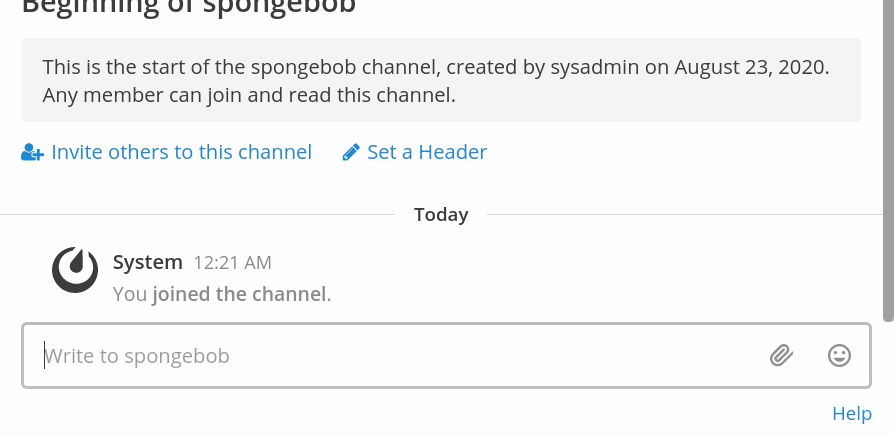 Beginning of spongebob
This is the start of the spongebob channel, created by sysadmin on August 23, 2020.
Any member can join and read this channel.
Invite others to this channel Set a Header
Today
System 12:21 AM
You joined the channel.
Write to spongebob
Help